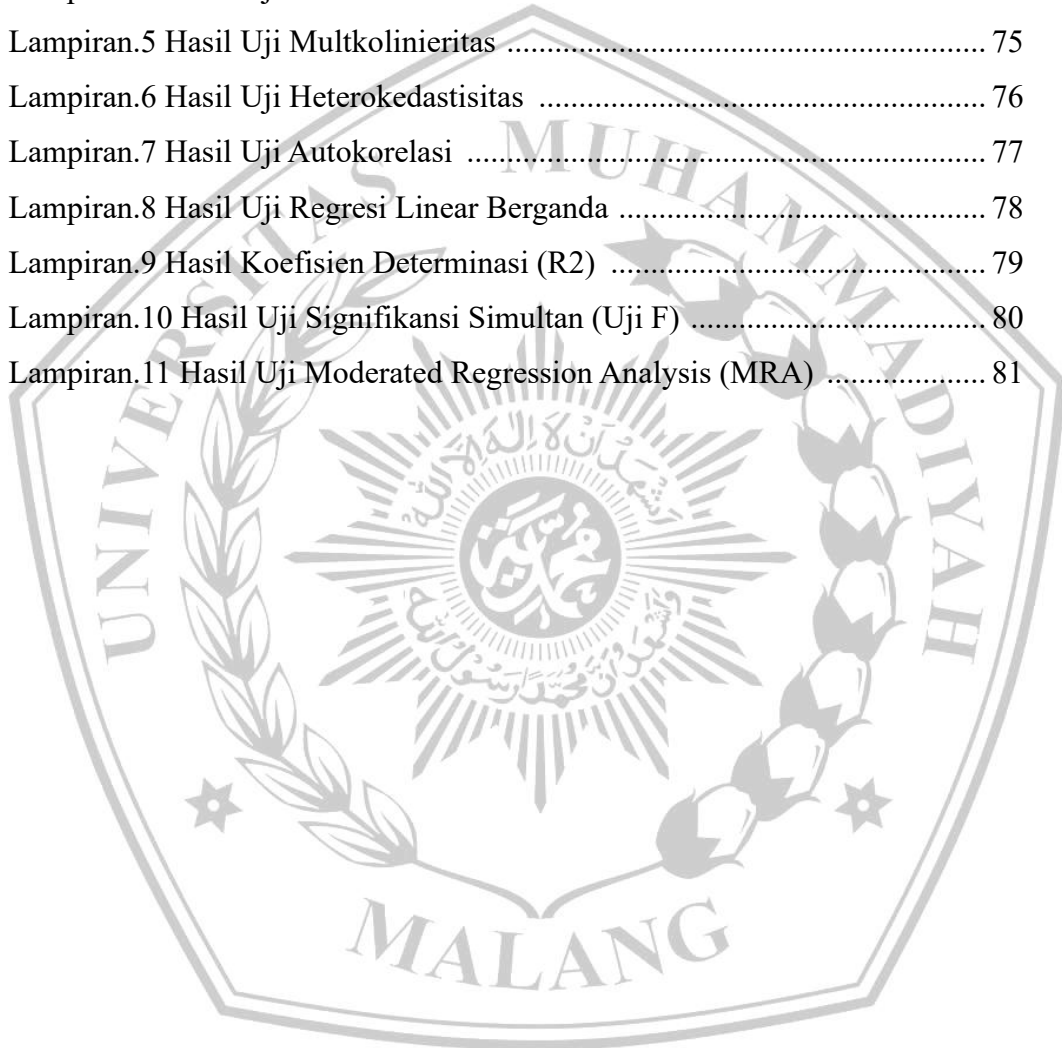 Lampiran.5 Hasil Uji Multkolinieritas ........................................................... 75
Lampiran.6 Hasil Uji Heterokedastisitas ....................................................... 76
Lampiran.7 Hasil Uji Autokorelasi ................................................................ 77
Lampiran.8 Hasil Uji Regresi Linear Berganda ............................................. 78
Lampiran.9 Hasil Koefisien Determinasi (R2) .............................................. 79
Lampiran.10 Hasil Uji Signifikansi Simultan (Uji F) .................................... 80
Lampiran.11 Hasil Uji Moderated Regression Analysis (MRA) ................... 81
UNIVERSITAS MUHAMMADIYAH
MALANG